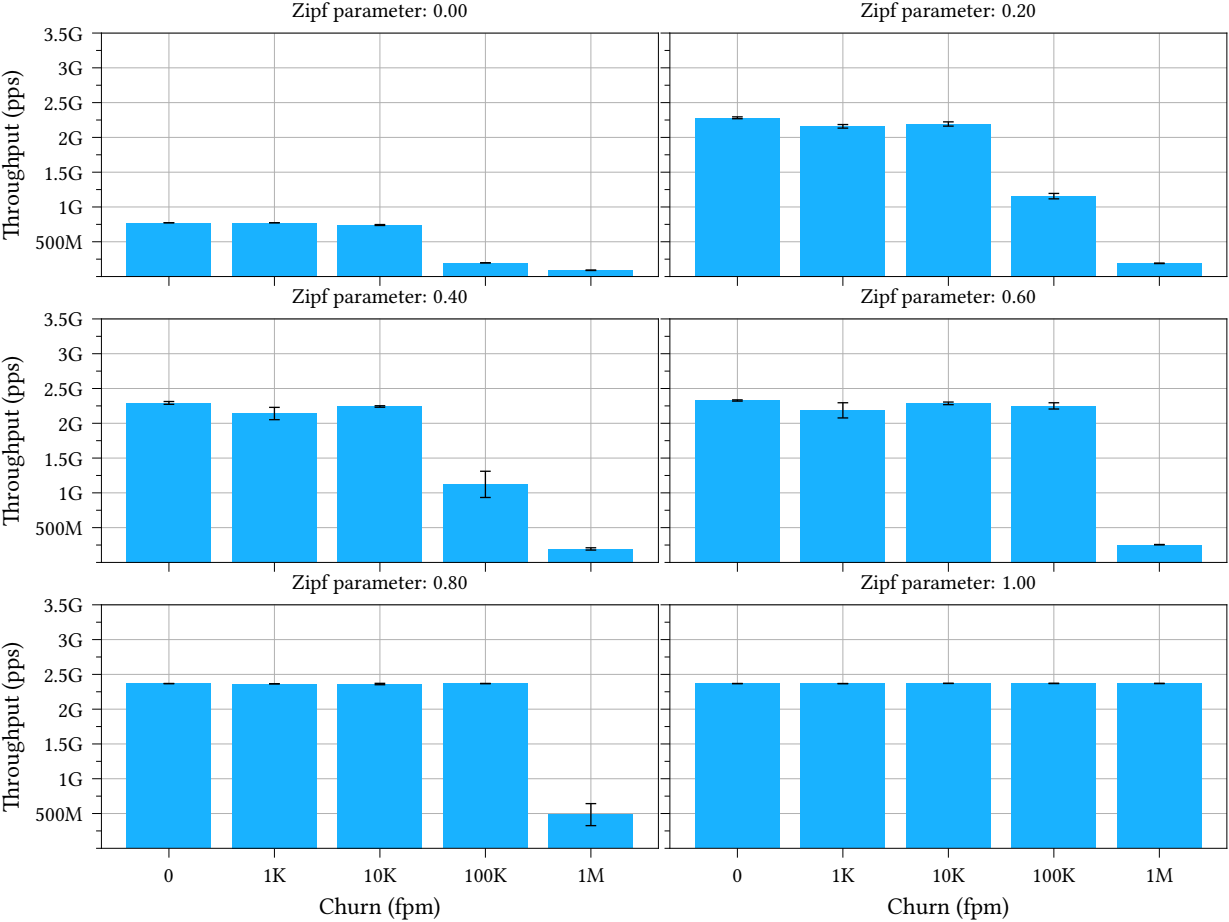 Zipf parameter: 0.00
Zipf parameter: 0.20
Throughput (pps)
3.5G
3G
2.5G
2G
1.5G
1G
500M
Zipf parameter: 0.40
Zipf parameter: 0.60
Throughput (pps)
3.5G
3G
2.5G
2G
1.5G
1G
500M
Zipf parameter: 0.80
Zipf parameter: 1.00
Throughput (pps)
3.5G
3G
2.5G
2G
1.5G
1G
500M
0 1K 10K 100K 1M
0 1K 10K 100K 1M
Churn (fpm)
Churn (fpm)